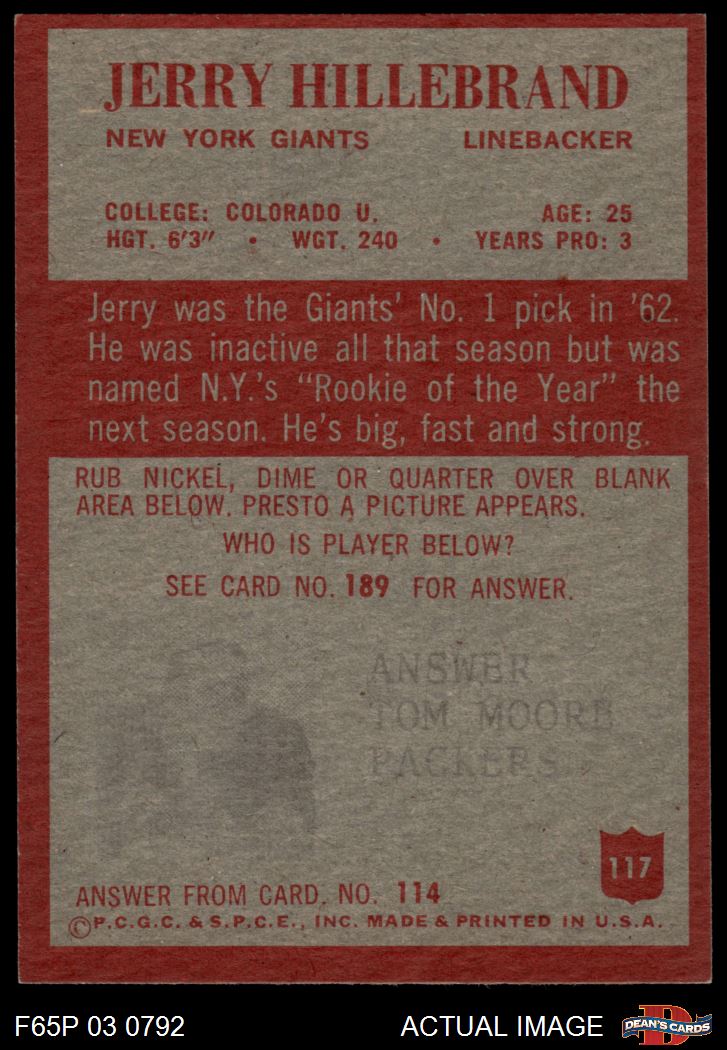 JERRY HILLEBRAND
NEW YORK GIANTS LINEBACKER
COLLEGE: COLORADO U. AGE: 25
HGT. 6'3" • WGT. 240 • YEARS PRO: 3
Jerry was the Giants' No. 1 pick in '62.
He was inactive all that season but was
named N.Y.'s "Rookie of the Year" the
next season. He's big, fast and strong.
RUB NICKEL, DIME OR QUARTER OVER BLANK
AREA BELOW. PRESTO A PICTURE APPEARS.
WHO IS PLAYER BELOW?
SEE CARD NO. 189 FOR ANSWER.
ANSWER
TOM MOORE
PACKERS
117
ANSWER FROM CARD. NO. 114
©P.C.G.C. & S.P.C.E., INC. MADE & PRINTED IN U.S.A.
F65P 03 0792 ACTUAL IMAGE D DEAN'S CARDS